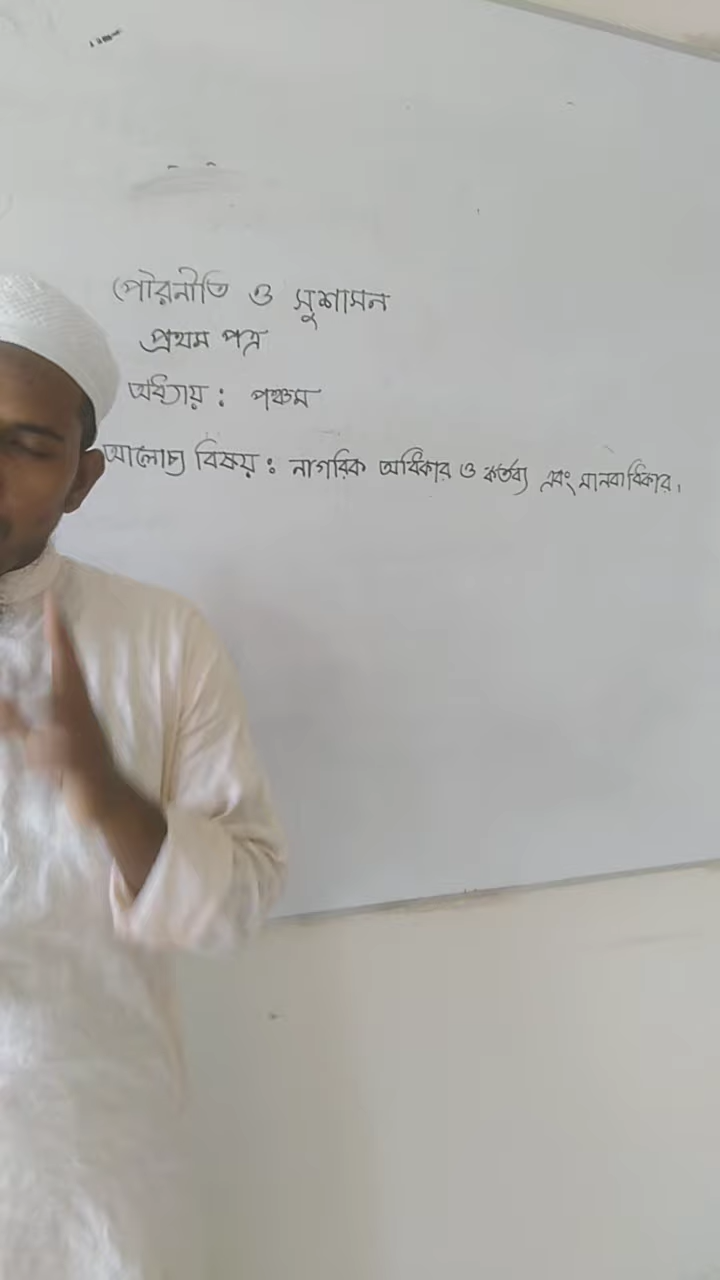 পৌরনীতি ও সুশাসন
প্রথম পত্র
অধ্যায় : পঞ্চম
আলোচ্য বিষয় : নাগরিক অধিকার ও কর্তব্য এবং মানবাধিকার।